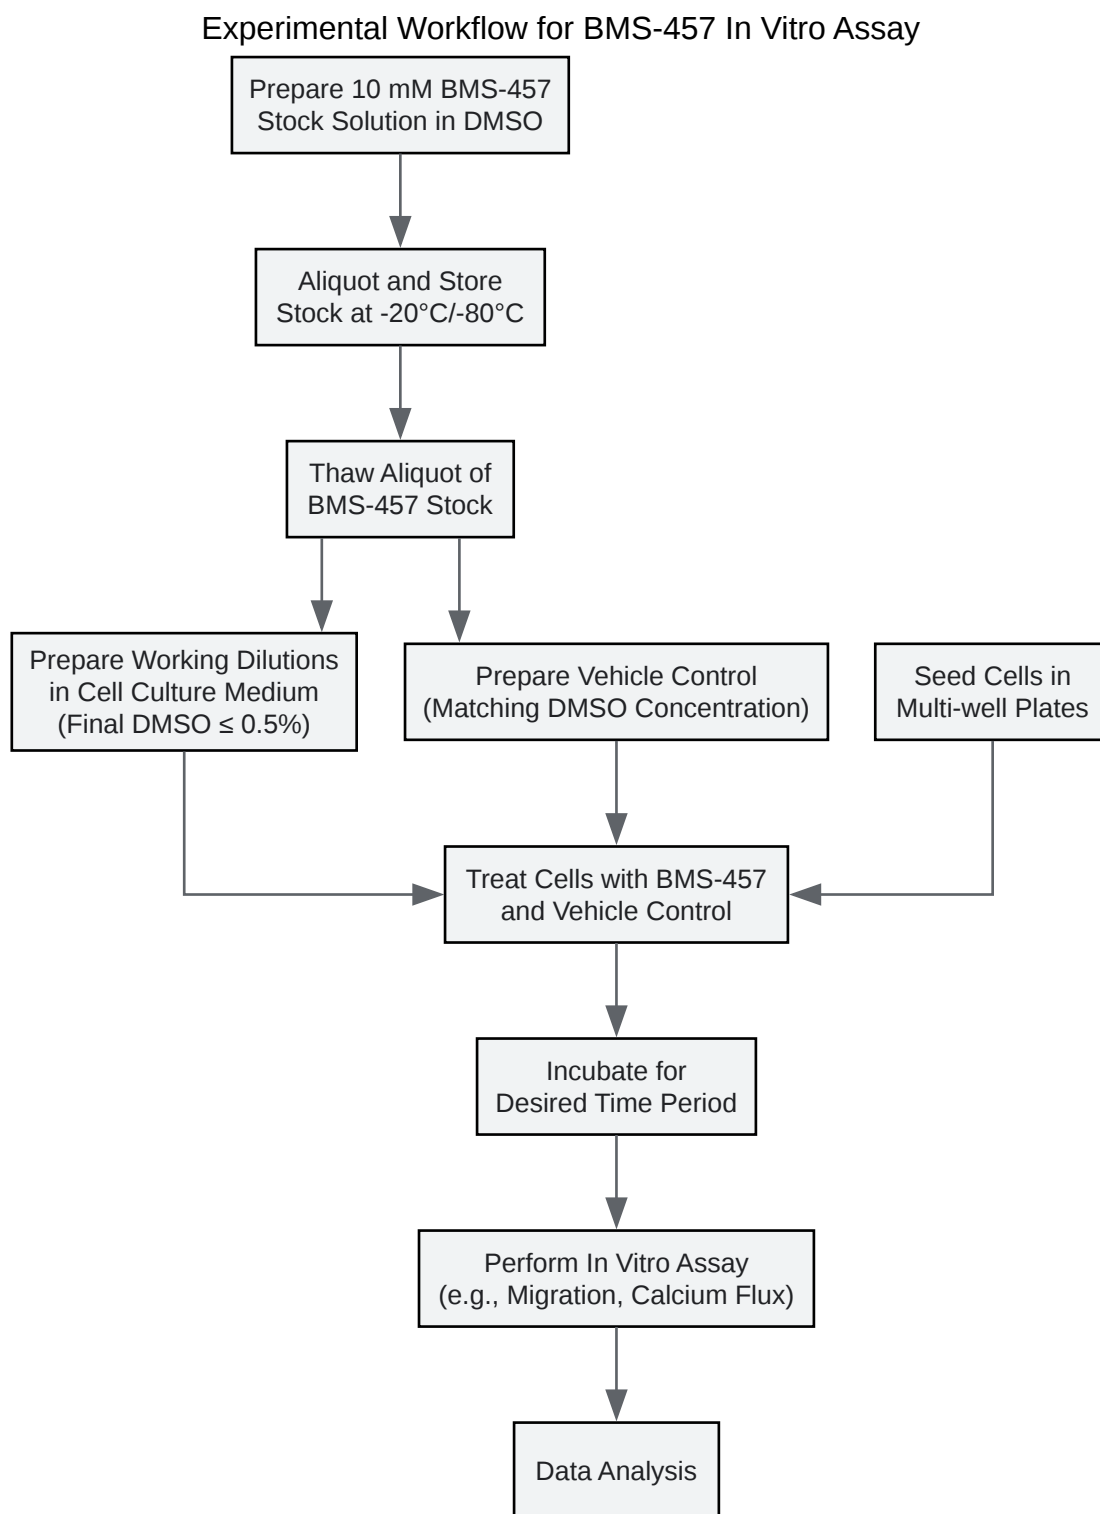 Experimental Workflow for BMS-457 In Vitro Assay
Prepare 10 mM BMS-457
Stock Solution in DMSO
Aliquot and Store
Stock at -20°C/-80°C
Thaw Aliquot of
BMS-457 Stock
Prepare Working Dilutions
in Cell Culture Medium
(Final DMSO ≤ 0.5%)
Prepare Vehicle Control
(Matching DMSO Concentration)
Seed Cells in
Multi-well Plates
Treat Cells with BMS-457
and Vehicle Control
Incubate for
Desired Time Period
Perform In Vitro Assay
(e.g., Migration, Calcium Flux)
Data Analysis